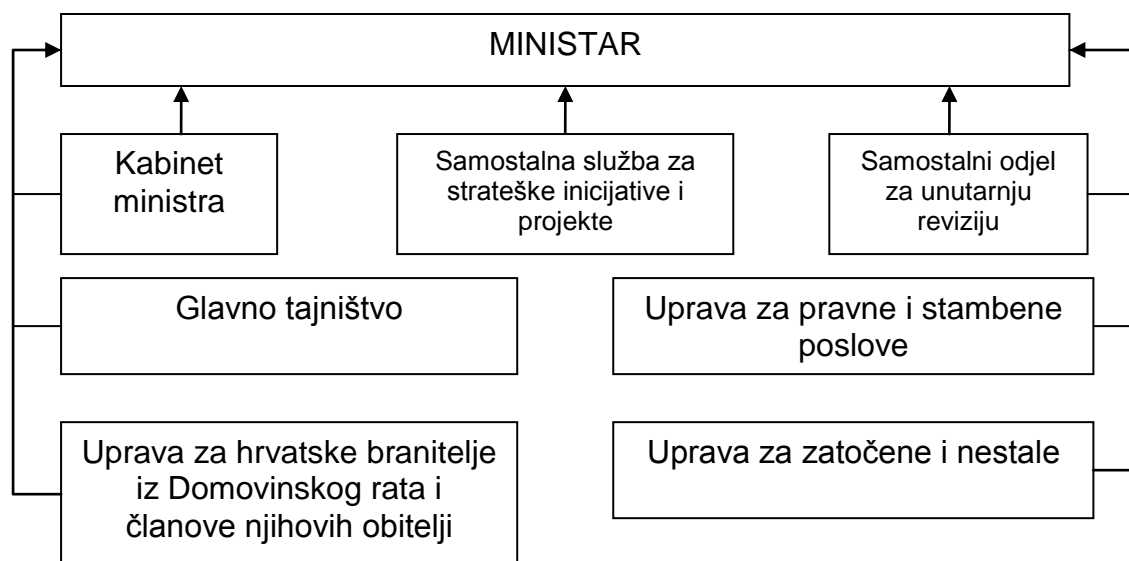 MINISTAR
Kabinet
ministra
Samostalna služba za
strateške inicijative i
projekte
Samostalni odjel
za unutarnju
reviziju
Glavno tajništvo
Uprava za pravne i stambene
poslove
Uprava za hrvatske branitelje
iz Domovinskog rata i
članove njihovih obitelji
Uprava za zatočene i nestale